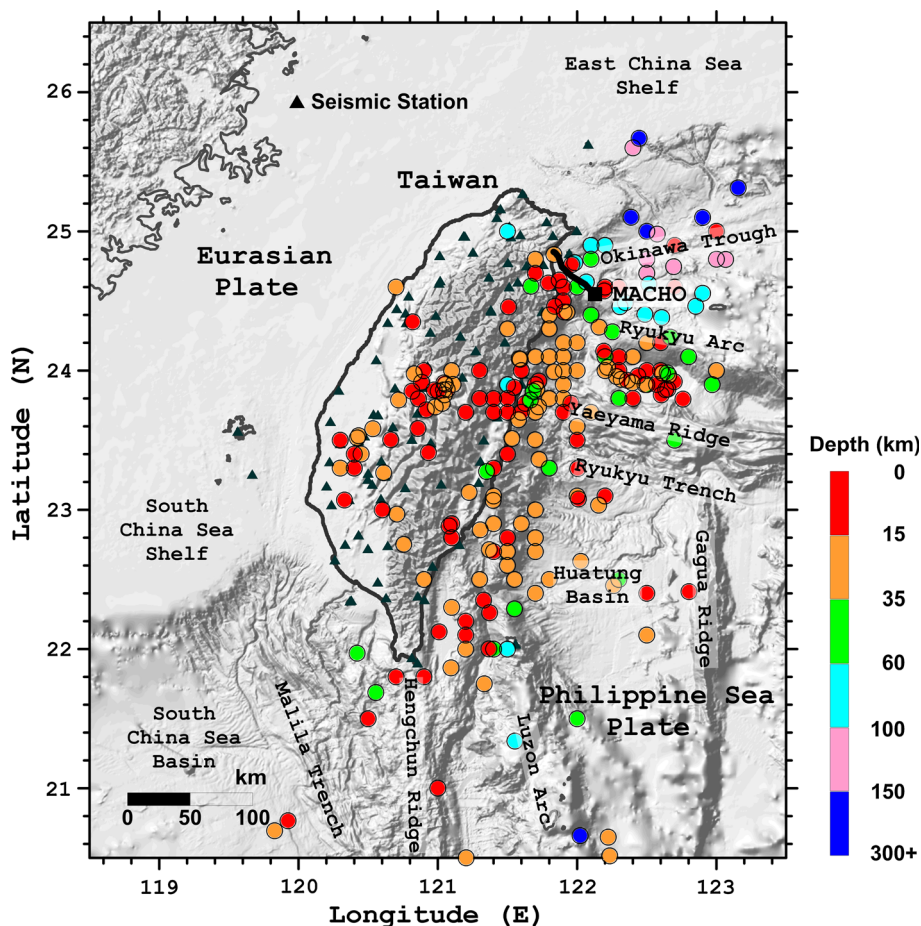 East China Sea
Shelf
26
Seismic Station
Taiwan
25
Okinawa Trough
Eurasian
Plate
MACHO
Ryukyu Arc
24
Yaeyama Ridge
Depth (km)
Ryukyu Trench
0
23
South
China Sea
Shelf
15
Gagua Ridge
Huatung
Basin
35
22
60
Philippine Sea
Plate
Malila Trench
Hengchun Ridge
Luzon Arc
South
China Sea
Basin
100
km
21
150
0
50
100
300+
119
120
121
122
123
Longitude (E)
Latitude (N)